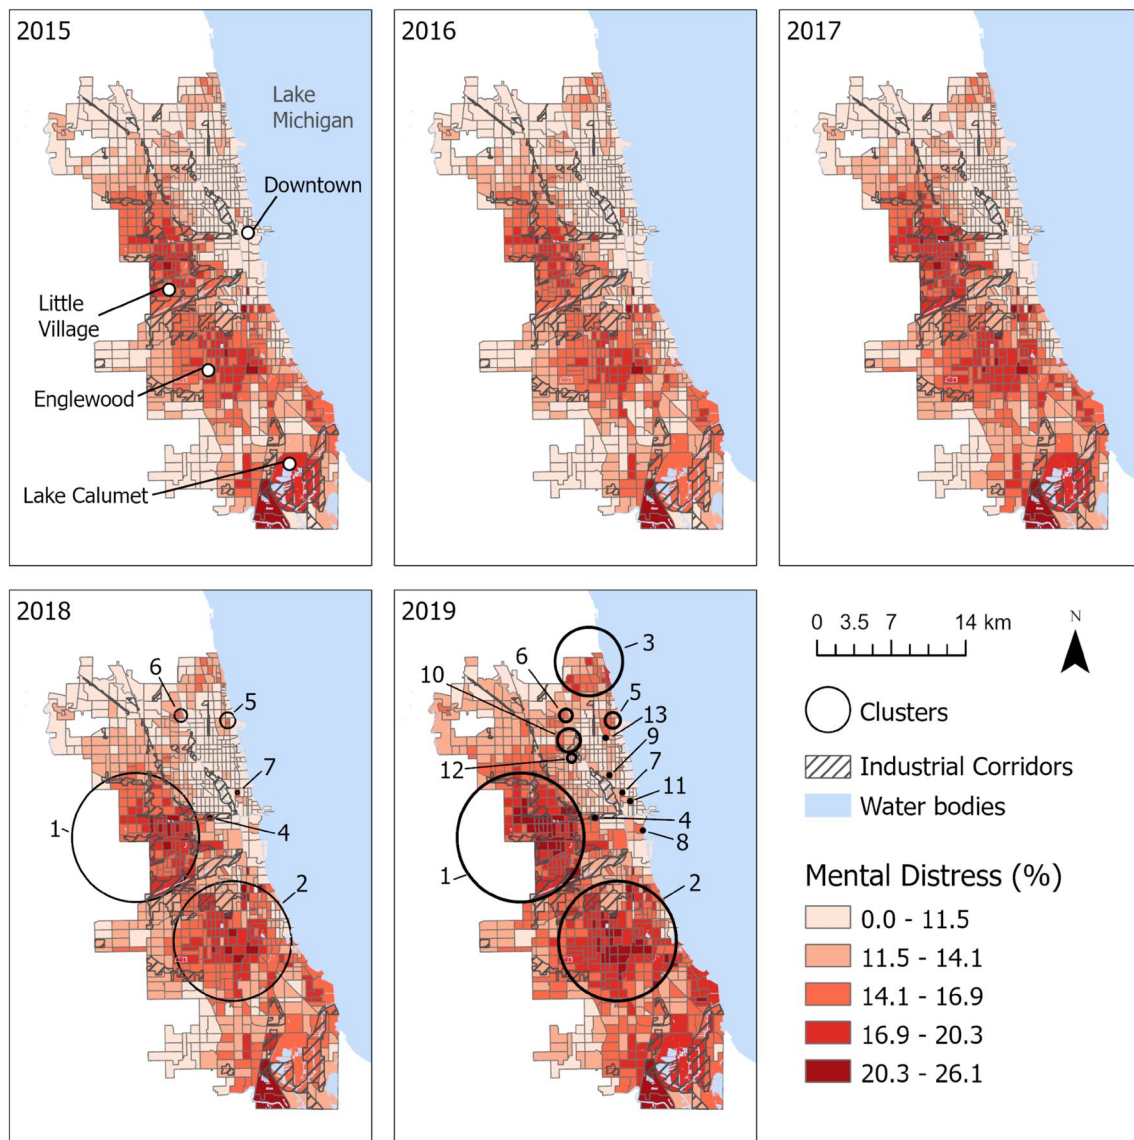 2015
2016
2017
Lake
Michigan
Downtown
Little
Village
Englewood
Lake Calumet
2018
6
5
7
1
4
2
2019
3
6
10
5
13
9
12
7
11
4
8
1
2
0 3.5 7 14 km
N
Clusters
Industrial Corridors
Water bodies
Mental Distress (%)
0.0 - 11.5
11.5 - 14.1
14.1 - 16.9
16.9 - 20.3
20.3 - 26.1